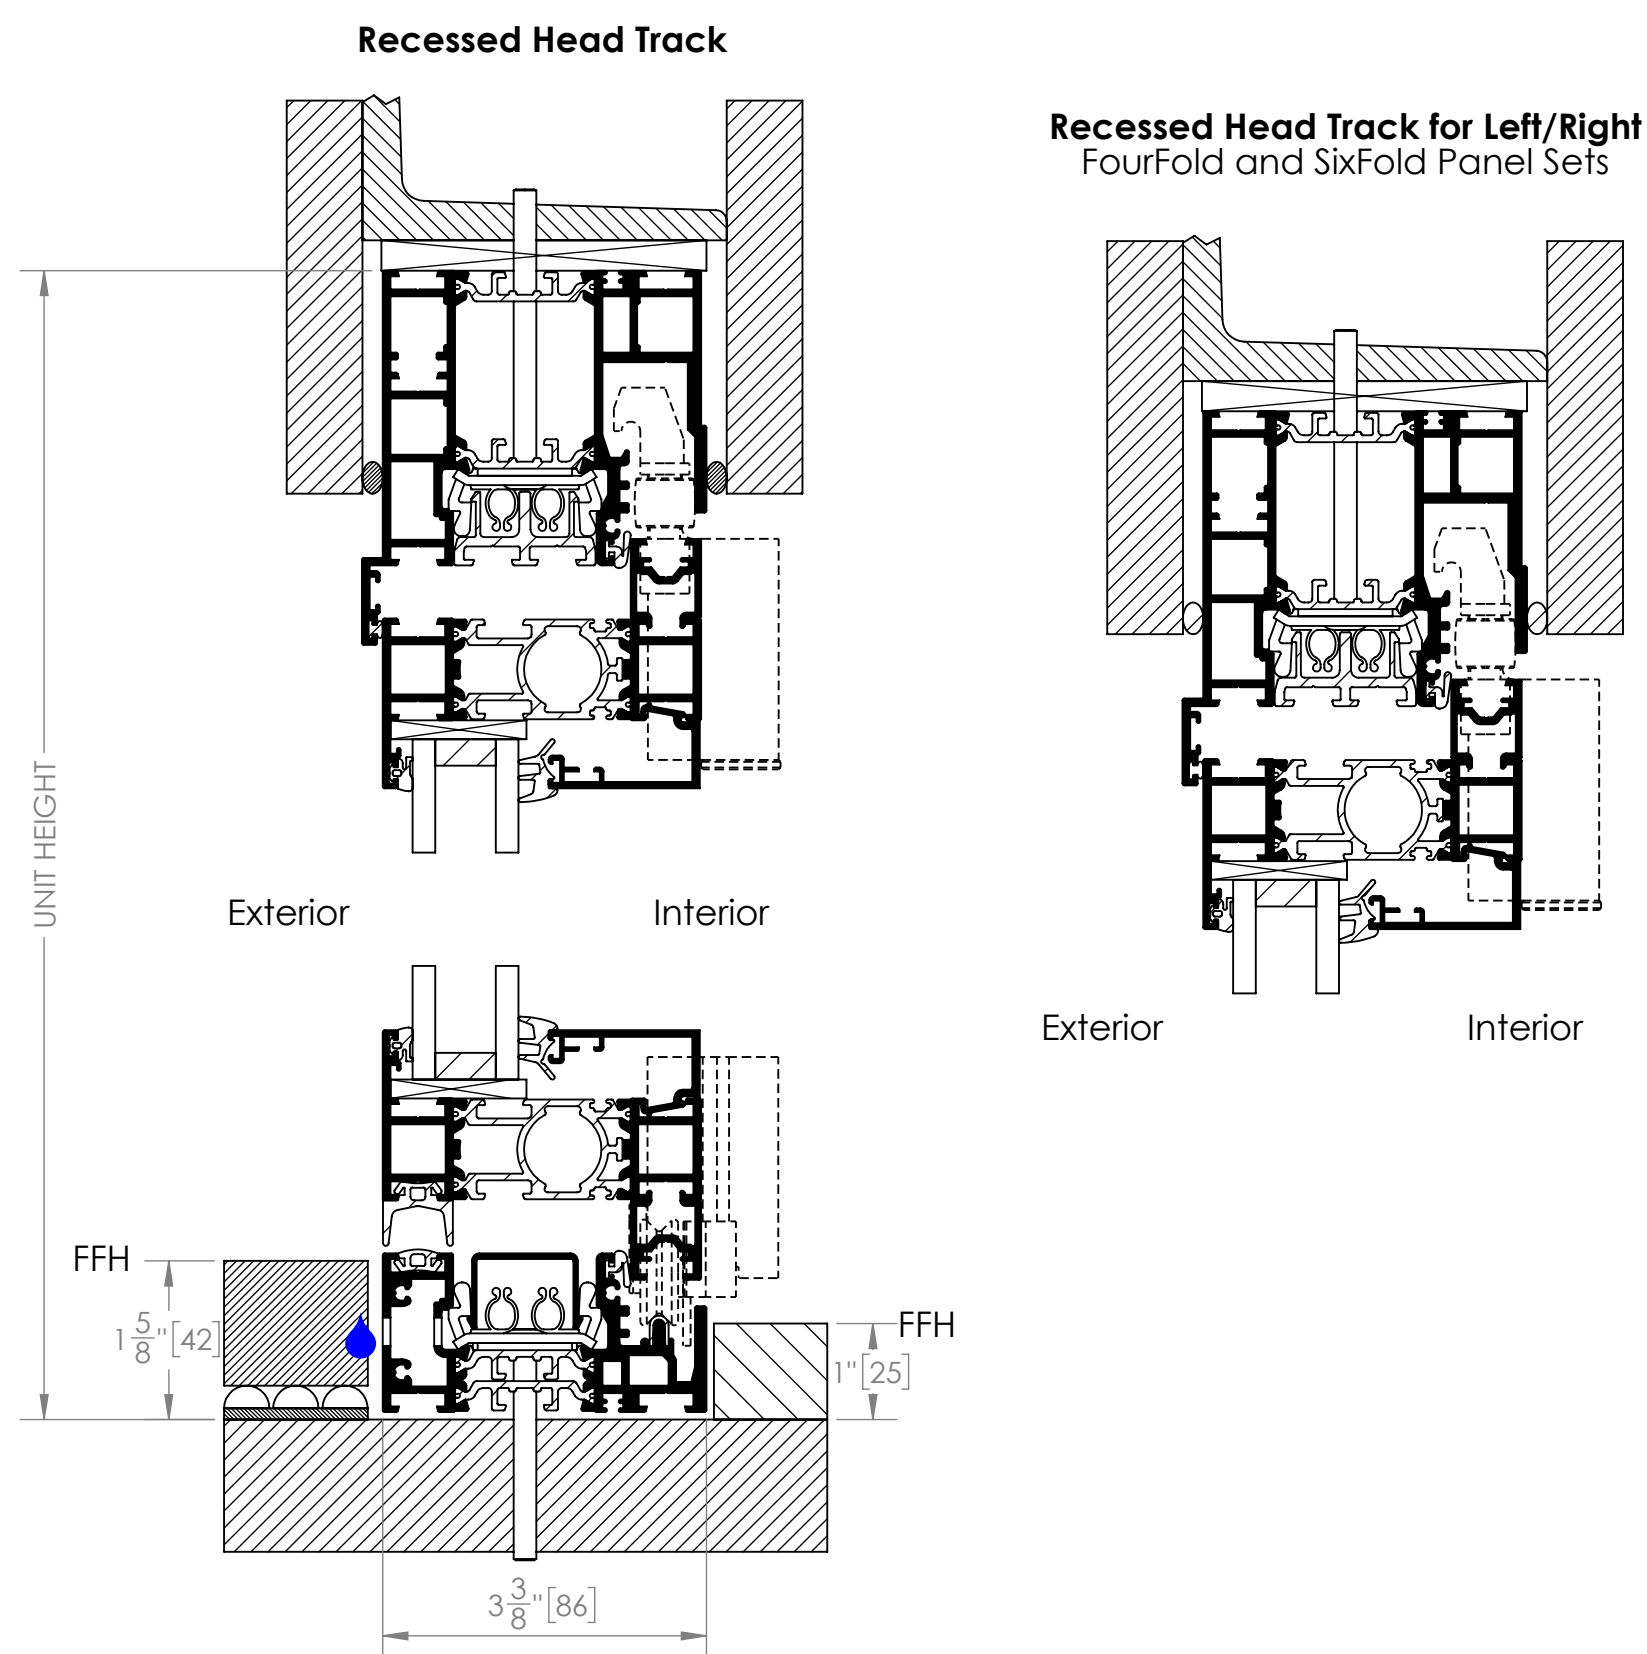 Recessed Head Track
Recessed Head Track for Left/Right
FourFold and SixFold Panel Sets
UNIT HEIGHT
Exterior
Interior
Exterior
Interior
FFH
1 5/8"[42]
FFH
1"[25]
3 3/8"[86]